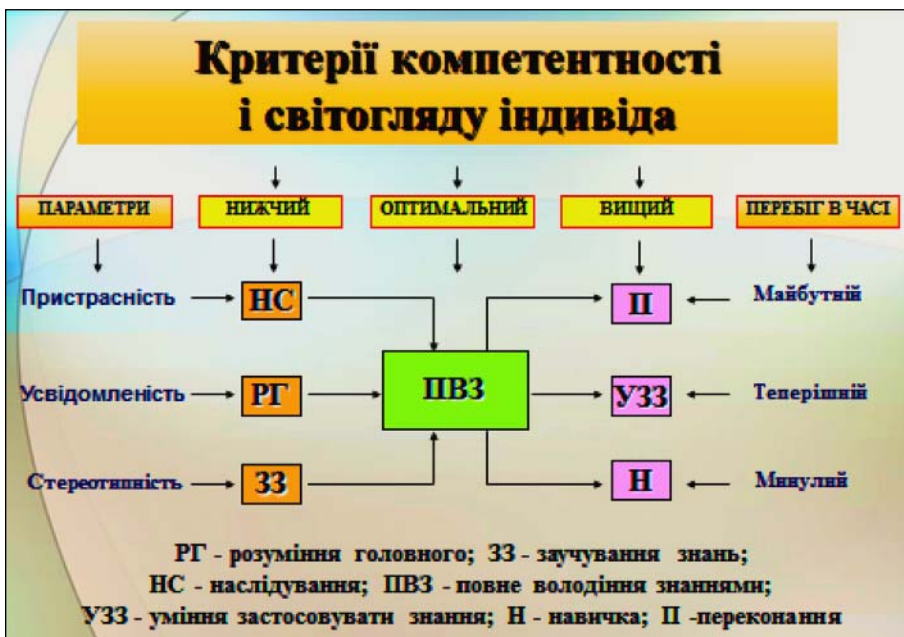 Критерії компетентності
і світогляду індивіда
ПАРАМЕТРИ НИЖЧИЙ ОПТИМАЛЬНИЙ ВИЩИЙ ПЕРЕБІГ В ЧАСІ
Пристрасність НС П Майбутній
Усвідомленість РГ ПВЗ УЗЗ Теперішній
Стереотипність ЗЗ Н Минулий
РГ - розуміння головного; ЗЗ - заучування знань;
НС - наслідування; ПВЗ - повне володіння знаннями;
УЗЗ - уміння застосовувати знання; Н - навичка; П -переконання